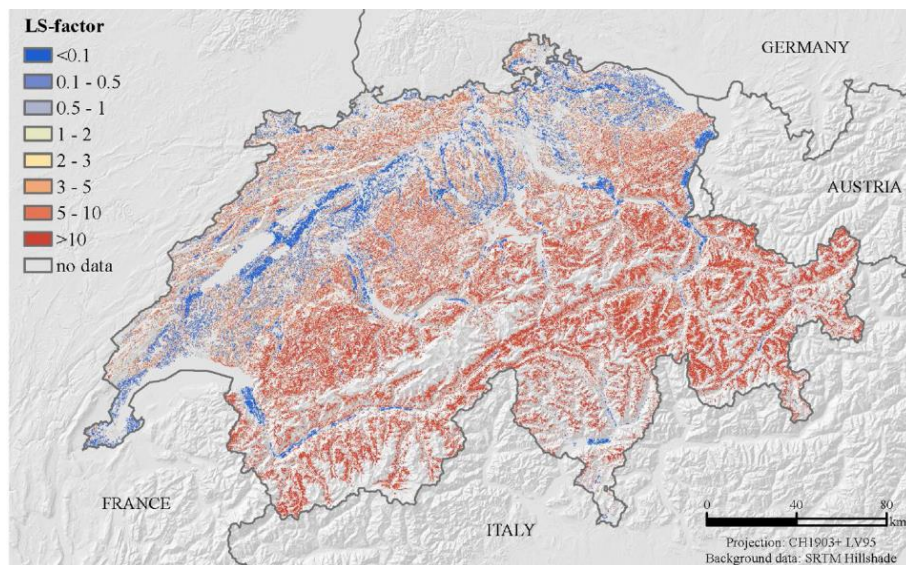 LS-factor
<0.1
0.1 - 0.5
0.5 - 1
1 - 2
2 - 3
3 - 5
5 - 10
>10
no data
GERMANY
AUSTRIA
FRANCE
ITALY
0 40 80
km
Projection: CH1903+ LV95
Background data: SRTM Hillshade